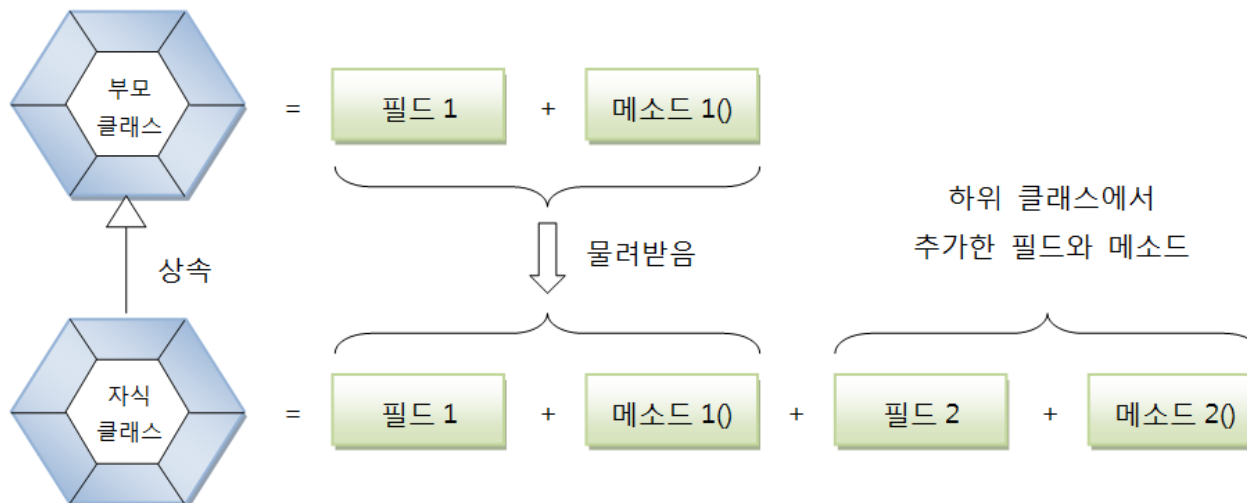 부모
클래스
=
필드 1
+
메소드 1()
하위 클래스에서
추가한 필드와 메소드
상속
물려받음
자식
클래스
=
필드 1
+
메소드 1()
+
필드 2
+
메소드 2()